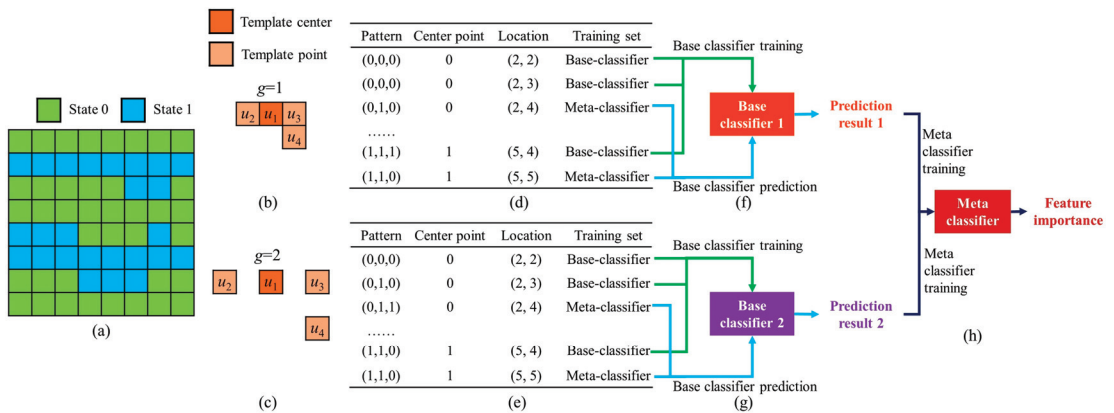 Template center
Template point
State 0 State 1
(a)
g=1
u2 u1 u3
u4
(b)
g=2
u2 u1 u3
u4
(c)
Pattern Center point Location Training set
(0,0,0) 0 (2, 2) Base-classifier
(0,0,0) 0 (2, 3) Base-classifier
(0,1,0) 0 (2, 4) Meta-classifier
......
(1,1,1) 1 (5, 4) Base-classifier
(1,1,0) 1 (5, 5) Meta-classifier
(d)
Pattern Center point Location Training set
(0,0,0) 0 (2, 2) Base-classifier
(0,1,0) 0 (2, 3) Base-classifier
(0,1,1) 0 (2, 4) Meta-classifier
......
(1,1,0) 1 (5, 4) Base-classifier
(1,1,0) 1 (5, 5) Meta-classifier
(e)
Base classifier training
Base
classifier 1
Base classifier prediction
(f)
Prediction
result 1
Base classifier training
Base
classifier 2
Base classifier prediction
(g)
Prediction
result 2
Meta
classifier
training
Meta
classifier
Feature
importance
Meta
classifier
training
(h)